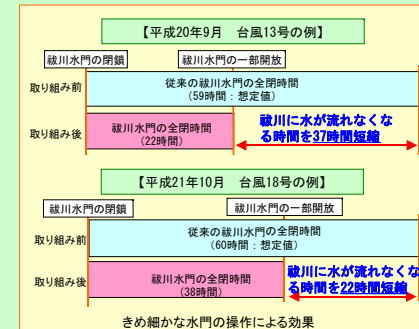 【平成20年9月 台風13号の例】
祓川水門の閉鎖 祓川水門の一部開放
取り組み前
従来の祓川水門の全閉時間
(59時間：想定値)
取り組み後
祓川水門の全閉時間
(22時間)
祓川に水が流れなくな
る時間を37時間短縮
【平成21年10月 台風18号の例】
祓川水門の閉鎖 祓川水門の一部開放
取り組み前
従来の祓川水門の全閉時間
(60時間：想定値)
取り組み後
祓川水門の全閉時間
(38時間)
祓川に水が流れなくな
る時間を22時間短縮
きめ細かな水門の操作による効果